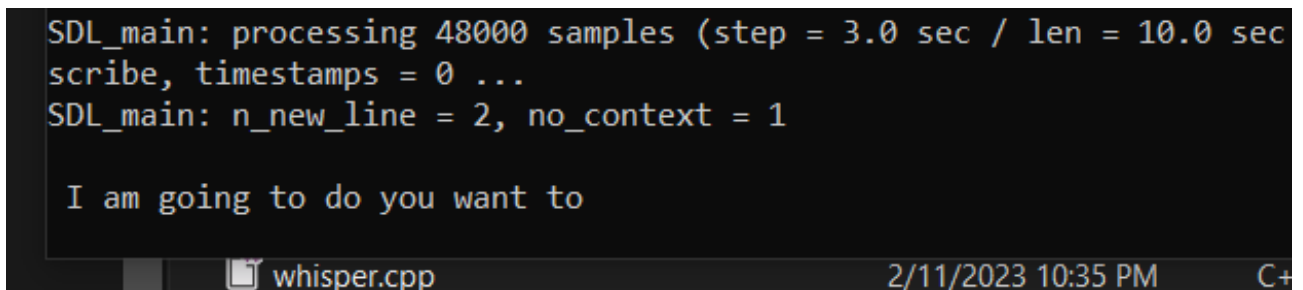 SDL_main: processing 48000 samples (step = 3.0 sec / len = 10.0 sec
scribe, timestamps = 0 ...
SDL_main: n_new_line = 2, no_context = 1
I am going to do you want to
whisper.cpp 2/11/2023 10:35 PM C+